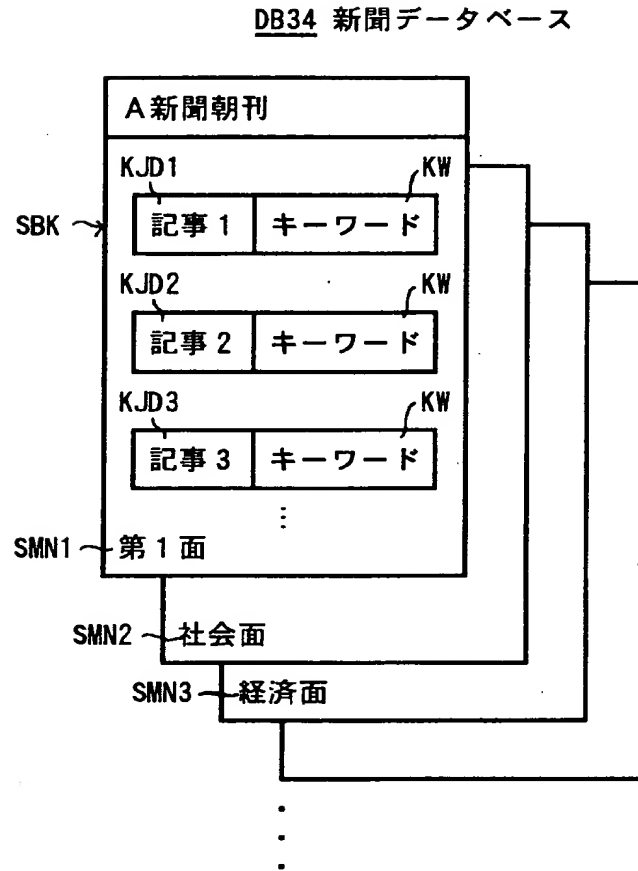 DB34 新聞データベース
A新聞朝刊
KJD1 KW
SBK 記事1 キーワード
KJD2 KW
記事2 キーワード
KJD3 KW
記事3 キーワード
⋮
SMN1 第1面
SMN2 社会面
SMN3 経済面